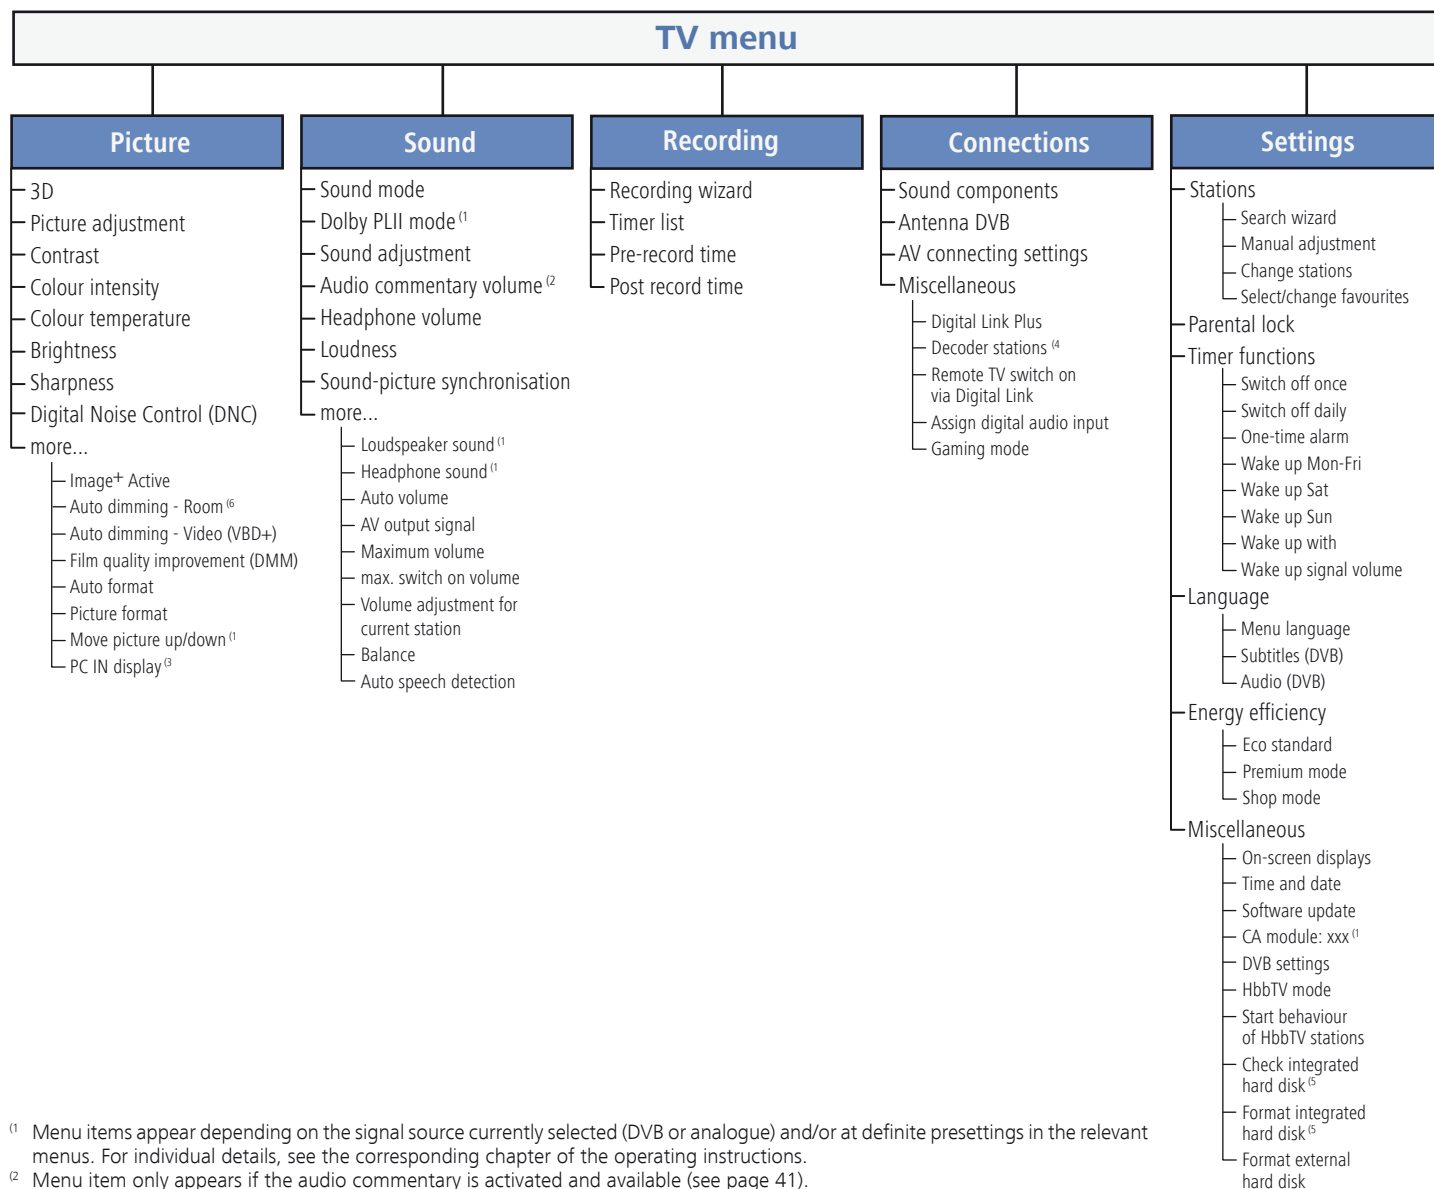 TV menu
Picture
3D
Picture adjustment
Contrast
Colour intensity
Colour temperature
Brightness
Sharpness
Digital Noise Control (DNC)
more...
Image+ Active
Auto dimming - Room (6
Auto dimming - Video (VBD+)
Film quality improvement (DMM)
Auto format
Picture format
Move picture up/down (1
PC IN display (3
Sound
Sound mode
Dolby PLII mode (1
Sound adjustment
Audio commentary volume (2
Headphone volume
Loudness
Sound-picture synchronisation
more...
Loudspeaker sound (1
Headphone sound (1
Auto volume
AV output signal
Maximum volume
max. switch on volume
Volume adjustment for
current station
Balance
Auto speech detection
Recording
Recording wizard
Timer list
Pre-record time
Post record time
Connections
Sound components
Antenna DVB
AV connecting settings
Miscellaneous
Digital Link Plus
Decoder stations (4
Remote TV switch on
via Digital Link
Assign digital audio input
Gaming mode
Settings
Stations
Search wizard
Manual adjustment
Change stations
Select/change favourites
Parental lock
Timer functions
Switch off once
Switch off daily
One-time alarm
Wake up Mon-Fri
Wake up Sat
Wake up Sun
Wake up with
Wake up signal volume
Language
Menu language
Subtitles (DVB)
Audio (DVB)
Energy efficiency
Eco standard
Premium mode
Shop mode
Miscellaneous
On-screen displays
Time and date
Software update
CA module: xxx (1
DVB settings
HbbTV mode
Start behaviour
of HbbTV stations
Check integrated
hard disk (5
Format integrated
hard disk (5
Format external
hard disk
(1 Menu items appear depending on the signal source currently selected (DVB or analogue) and/or at definite presettings in the relevant
menus. For individual details, see the corresponding chapter of the operating instructions.
(2 Menu item only appears if the audio commentary is activated and available (see page 41).